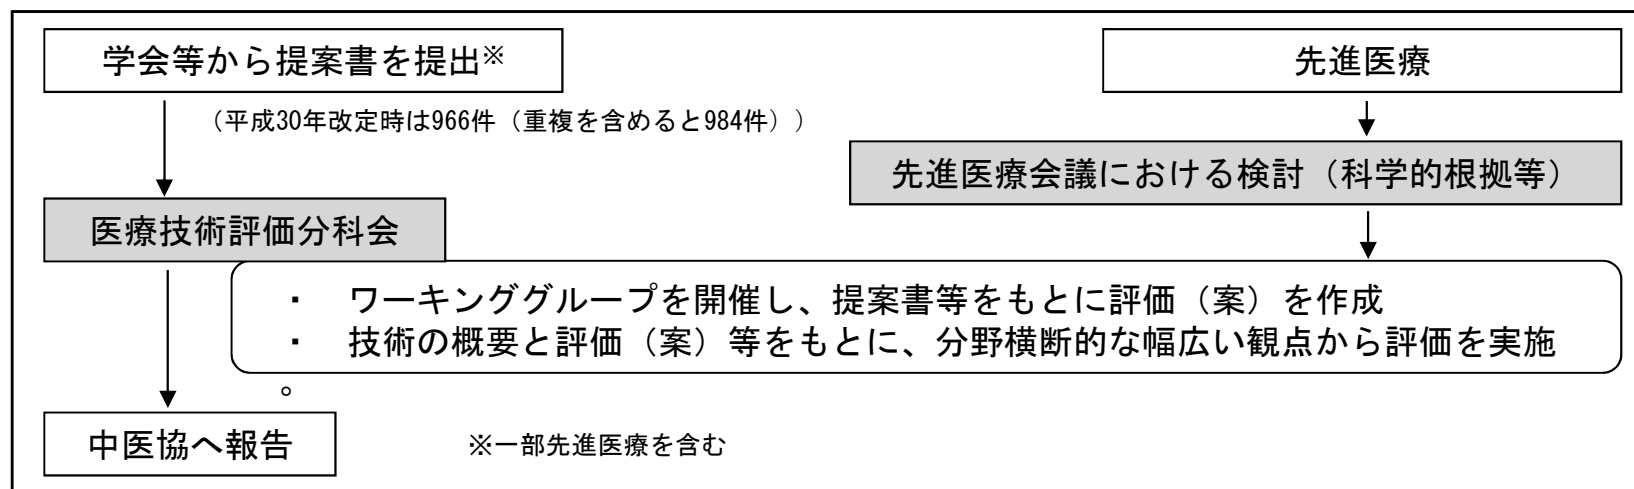 学会等から提案書を提出※
先進医療
（平成30年改定時は966件（重複を含めると984件））
先進医療会議における検討（科学的根拠等）
医療技術評価分科会
・　ワーキンググループを開催し、提案書等をもとに評価（案）を作成
・　技術の概要と評価（案）等をもとに、分野横断的な幅広い観点から評価を実施
。
中医協へ報告
※一部先進医療を含む